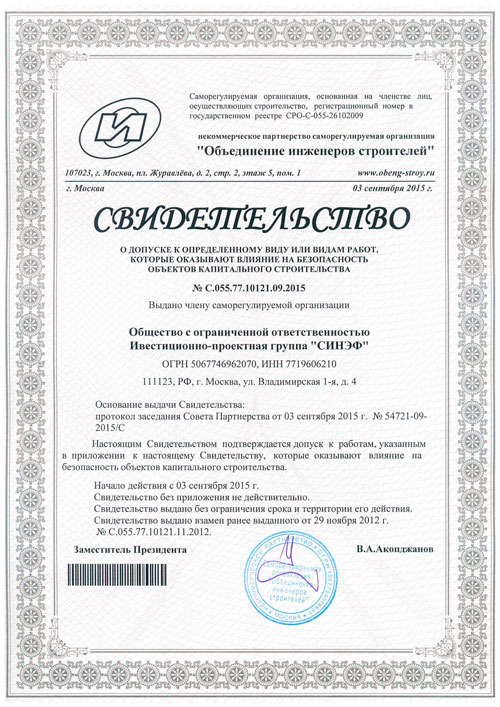 Саморегулируемая организация, основанная на членстве лиц,
осуществляющих строительство, регистрационный номер в
государственном реестре СРО-С-055-26102009
некоммерческое партнерство саморегулируемая организация
"Объединение инженеров строителей"
107023, г. Москва, пл. Журавлёва, д. 2, стр. 2, этаж 5, пом. 1 www.obeng-stroy.ru
г. Москва 03 сентября 2015 г.
СВИДЕТЕЛЬСТВО
О ДОПУСКЕ К ОПРЕДЕЛЕННОМУ ВИДУ ИЛИ ВИДАМ РАБОТ,
КОТОРЫЕ ОКАЗЫВАЮТ ВЛИЯНИЕ НА БЕЗОПАСНОСТЬ
ОБЪЕКТОВ КАПИТАЛЬНОГО СТРОИТЕЛЬСТВА
№ С.055.77.10121.09.2015
Выдано члену саморегулируемой организации
Общество с ограниченной ответственностью
Ивестиционно-проектная группа "СИНЭФ"
ОГРН 5067746962070, ИНН 7719606210
111123, РФ, г. Москва, ул. Владимирская 1-я, д. 4
Основание выдачи Свидетельства:
протокол заседания Совета Партнерства от 03 сентября 2015 г. № 54721-09-
2015/С
Настоящим Свидетельством подтверждается допуск к работам, указанным
в приложении к настоящему Свидетельству, которые оказывают влияние на
безопасность объектов капитального строительства.
Начало действия с 03 сентября 2015 г.
Свидетельство без приложения не действительно.
Свидетельство выдано без ограничения срока и территории его действия.
Свидетельство выдано взамен ранее выданного от 29 ноября 2012 г.
№ С.055.77.10121.11.2012.
Заместитель Президента В.А.Акопджанов
саморегулируемая
организация
"Объединение
инженеров
строителей"
МОСКВА